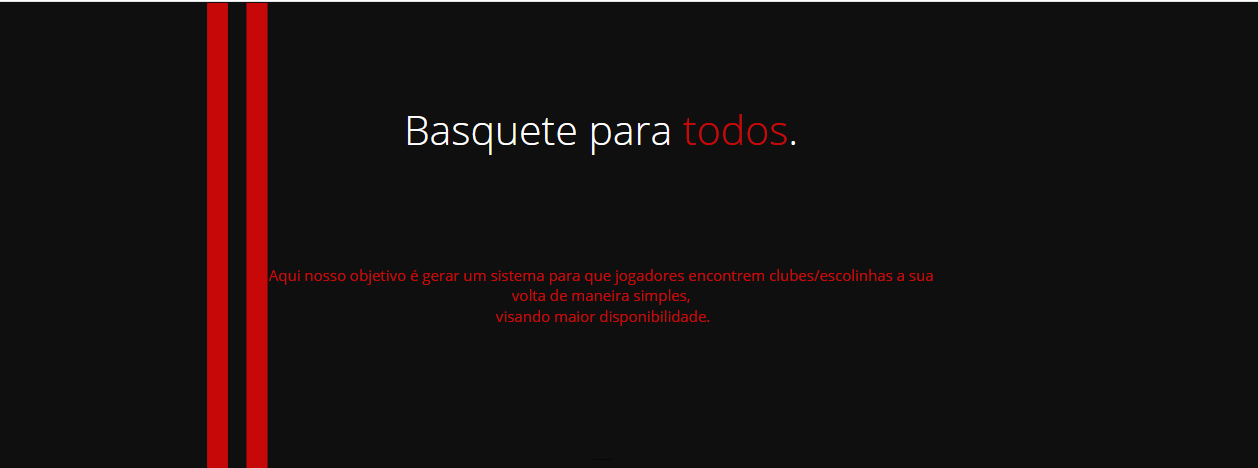 Basquete para todos.
Aqui nosso objetivo é gerar um sistema para que jogadores encontrem clubes/escolinhas a sua
volta de maneira simples,
visando maior disponibilidade.